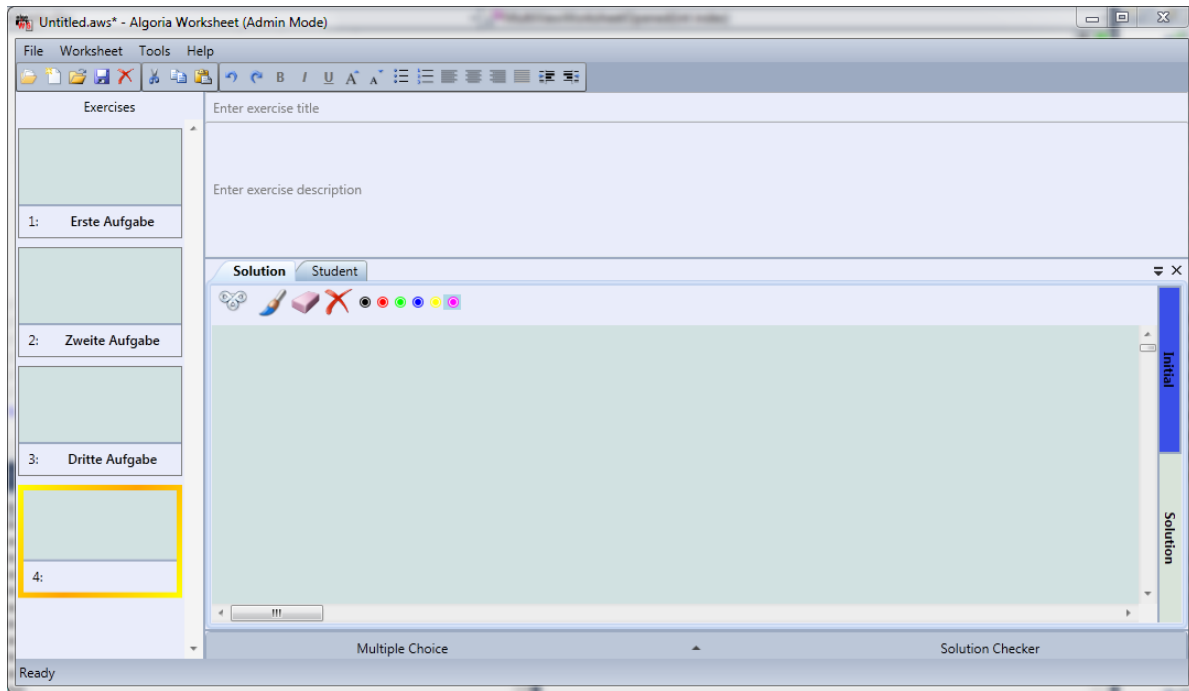 Untitled.aws* - Algoria Worksheet (Admin Mode)
File Worksheet Tools Help
B I U A A
Exercises
Enter exercise title
1: Erste Aufgabe
Enter exercise description
Solution Student
2: Zweite Aufgabe
Initial
3: Dritte Aufgabe
Solution
4:
Multiple Choice Solution Checker
Ready